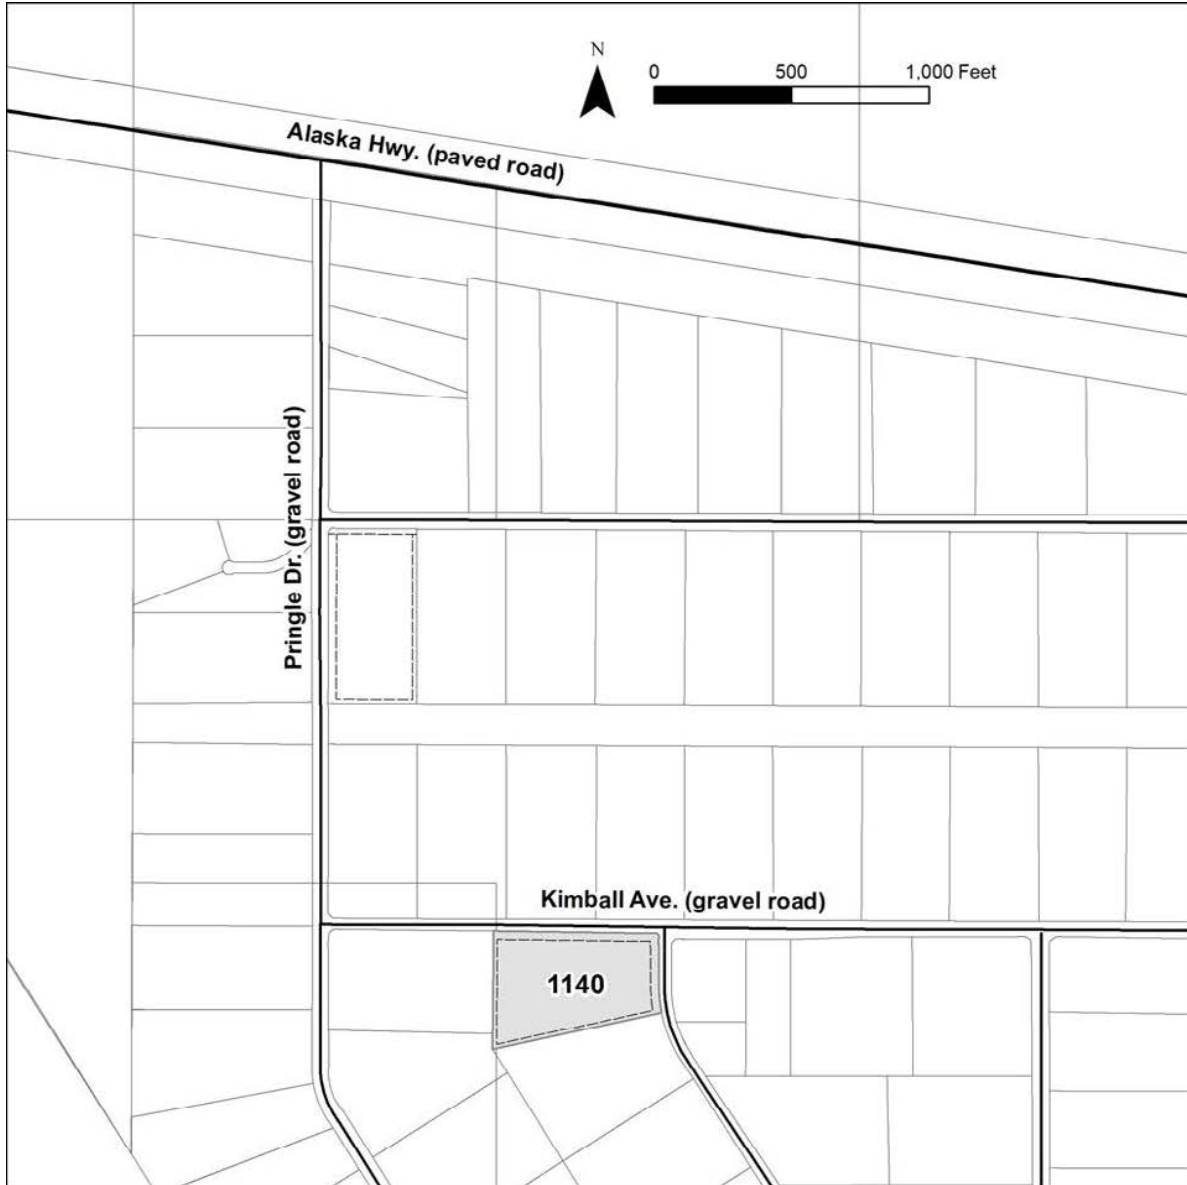 N
0 500 1,000 Feet
Alaska Hwy. (paved road)
Pringle Dr. (gravel road)
Kimball Ave. (gravel road)
1140